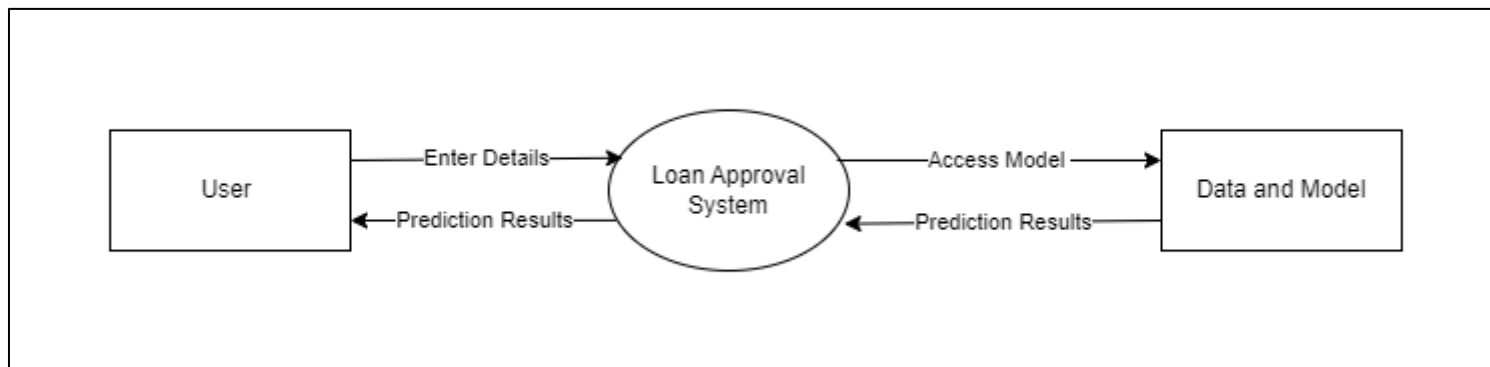 User
Enter Details
Prediction Results
Loan Approval
System
Access Model
Prediction Results
Data and Model